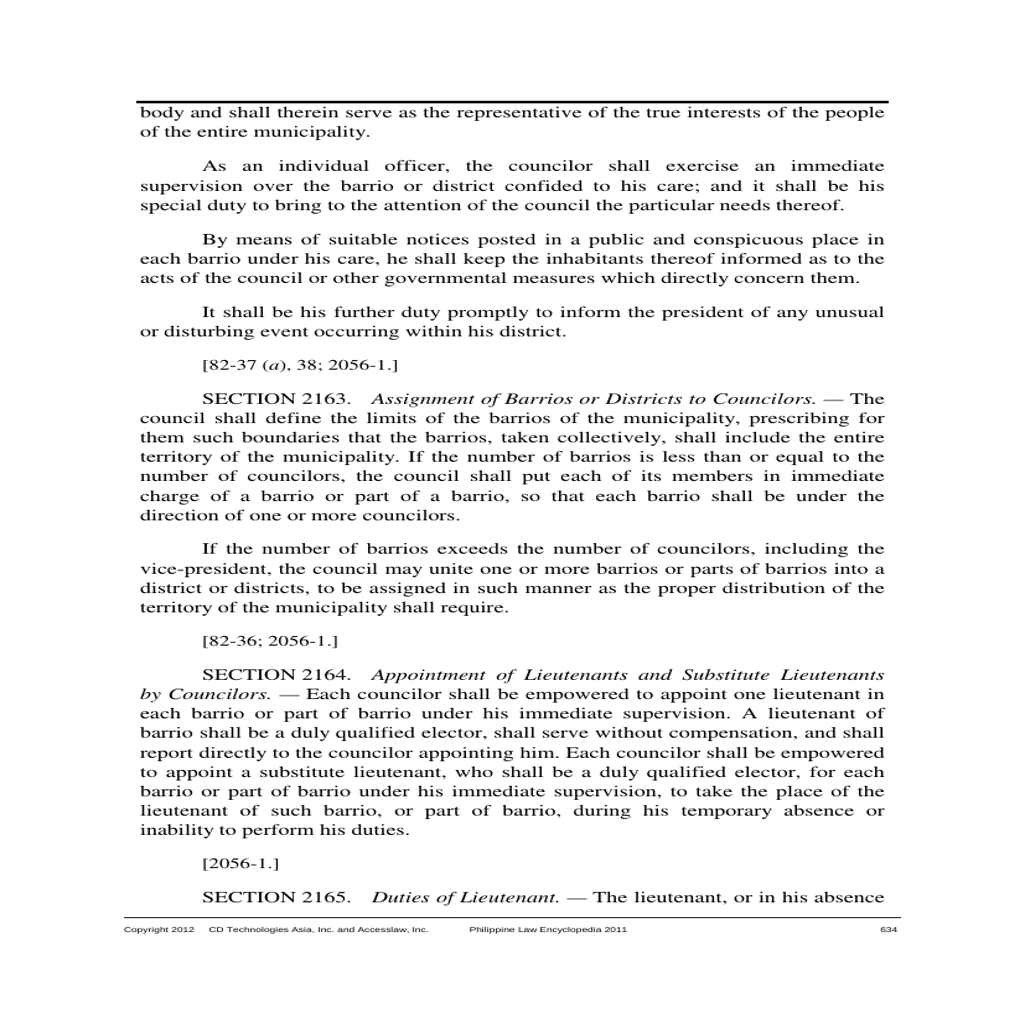 body and shall therein serve as the representative of the true interests of the people
of the entire municipality.
As an individual officer, the councilor shall exercise an immediate
supervision over the barrio or district confided to his care; and it shall be his
special duty to bring to the attention of the council the particular needs thereof.
By means of suitable notices posted in a public and conspicuous place in
each barrio under his care, he shall keep the inhabitants thereof informed as to the
acts of the council or other governmental measures which directly concern them.
It shall be his further duty promptly to inform the president of any unusual
or disturbing event occurring within his district.
[82-37 (a), 38; 2056-1.]
SECTION 2163. Assignment of Barrios or Districts to Councilors. — The
council shall define the limits of the barrios of the municipality, prescribing for
them such boundaries that the barrios, taken collectively, shall include the entire
territory of the municipality. If the number of barrios is less than or equal to the
number of councilors, the council shall put each of its members in immediate
charge of a barrio or part of a barrio, so that each barrio shall be under the
direction of one or more councilors.
If the number of barrios exceeds the number of councilors, including the
vice-president, the council may unite one or more barrios or parts of barrios into a
district or districts, to be assigned in such manner as the proper distribution of the
territory of the municipality shall require.
[82-36; 2056-1.]
SECTION 2164. Appointment of Lieutenants and Substitute Lieutenants
by Councilors. — Each councilor shall be empowered to appoint one lieutenant in
each barrio or part of barrio under his immediate supervision. A lieutenant of
barrio shall be a duly qualified elector, shall serve without compensation, and shall
report directly to the councilor appointing him. Each councilor shall be empowered
to appoint a substitute lieutenant, who shall be a duly qualified elector, for each
barrio or part of barrio under his immediate supervision, to take the place of the
lieutenant of such barrio, or part of barrio, during his temporary absence or
inability to perform his duties.
[2056-1.]
SECTION 2165. Duties of Lieutenant. — The lieutenant, or in his absence
Copyright 2012 CD Technologies Asia, Inc. and Accesslaw, Inc. Philippine Law Encyclopedia 2011 634